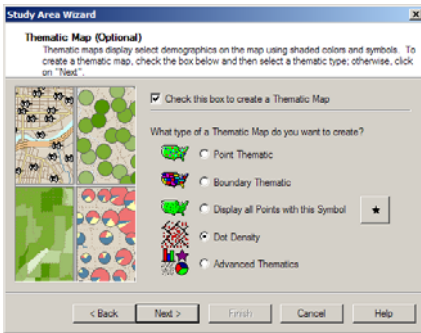 Study Area Wizard
Thematic Map (Optional)
Thematic maps display select demographics on the map using shaded colors and symbols. To
create a thematic map, check the box below and then select a thematic type; otherwise, click
on "Next".
Check this box to create a Thematic Map
What type of a Thematic Map do you want to create?
Point Thematic
Boundary Thematic
Display all Points with this Symbol
Dot Density
Advanced Thematics
< Back
Next >
Finish
Cancel
Help